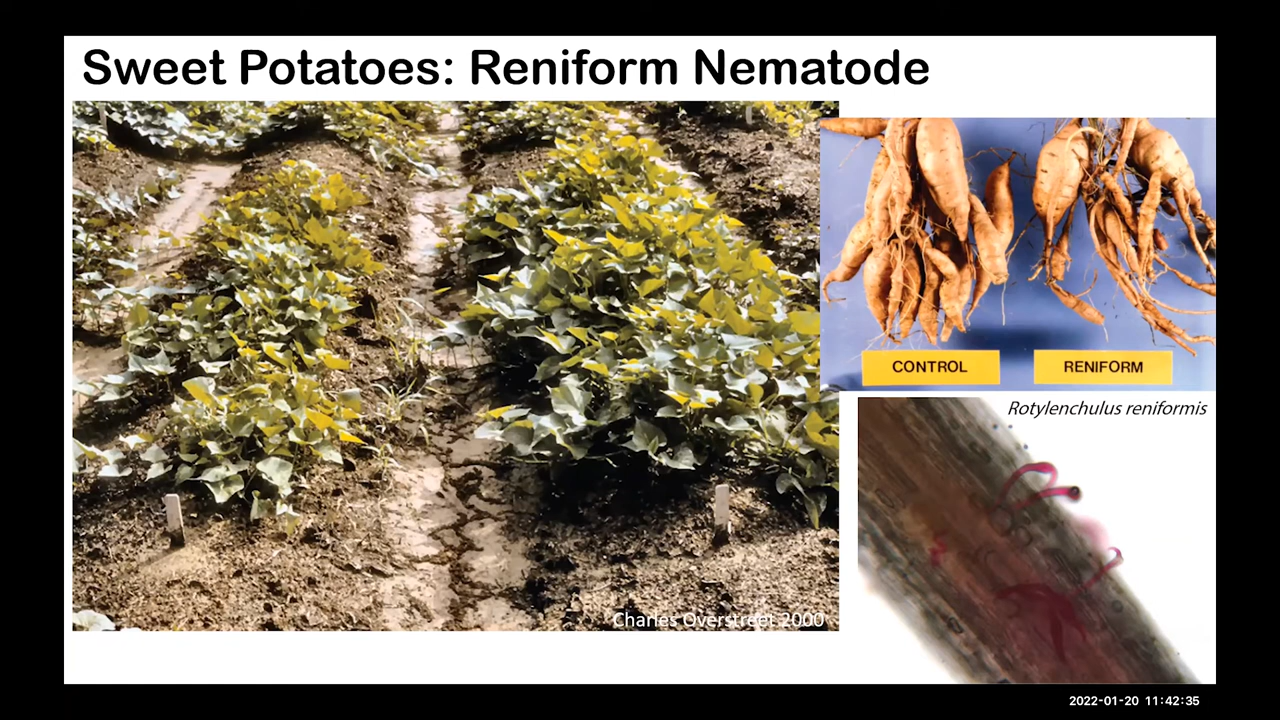 Sweet Potatoes: Reniform Nematode
CONTROL
RENIFORM
Rotylenchulus reniformis
Charles Overstreet 2000
2022-01-20 11:42:35